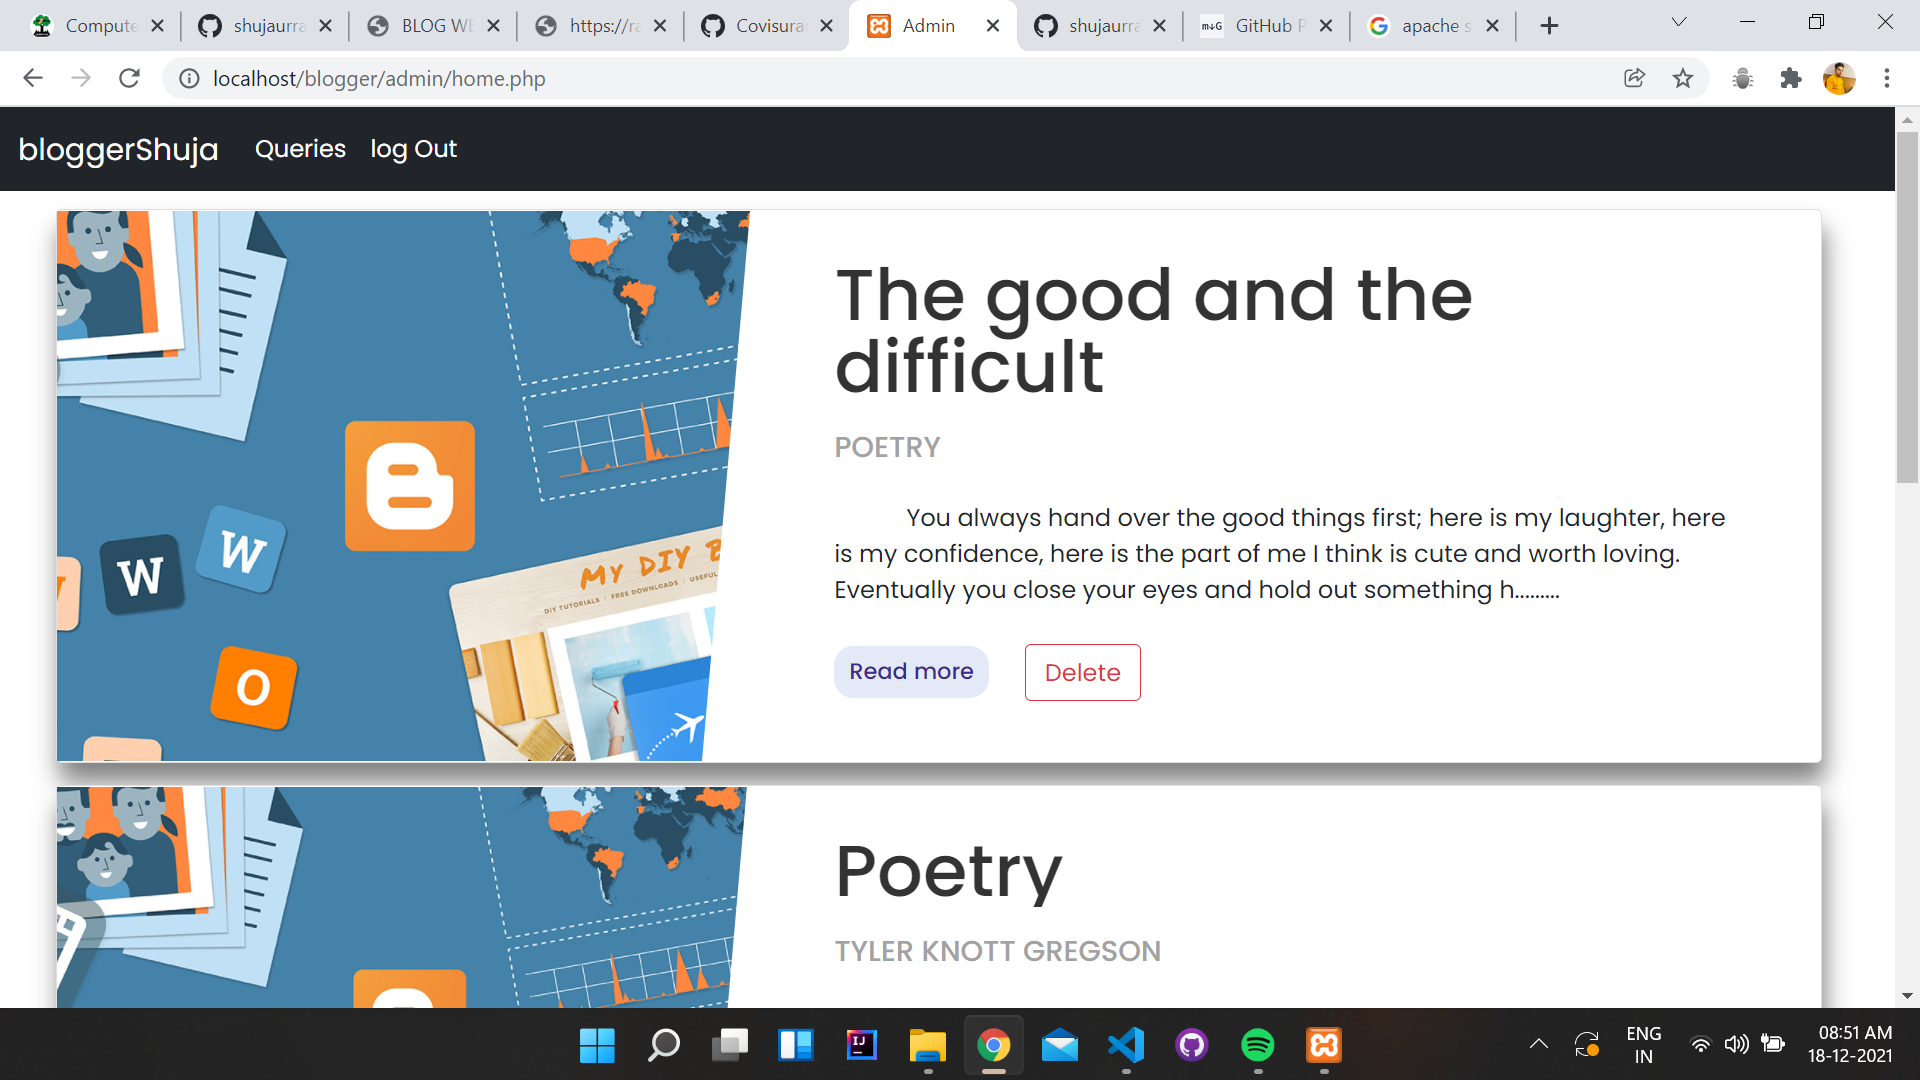 Compute
shujaurra
BLOG WE
https://ra
Covisura
Admin
shujaurra
M↓G
GitHub P
apache s
localhost/blogger/admin/home.php
bloggerShuja
Queries
log Out
The good and the
difficult
POETRY
You always hand over the good things first; here is my laughter, here
is my confidence, here is the part of me I think is cute and worth loving.
Eventually you close your eyes and hold out something h.........
Read more
Delete
W
W
O
MY DIY B
DIY TUTORIALS | FREE DOWNLOADS | USEFUL
Poetry
TYLER KNOTT GREGSON
IJ
ENG
IN
08:51 AM
18-12-2021